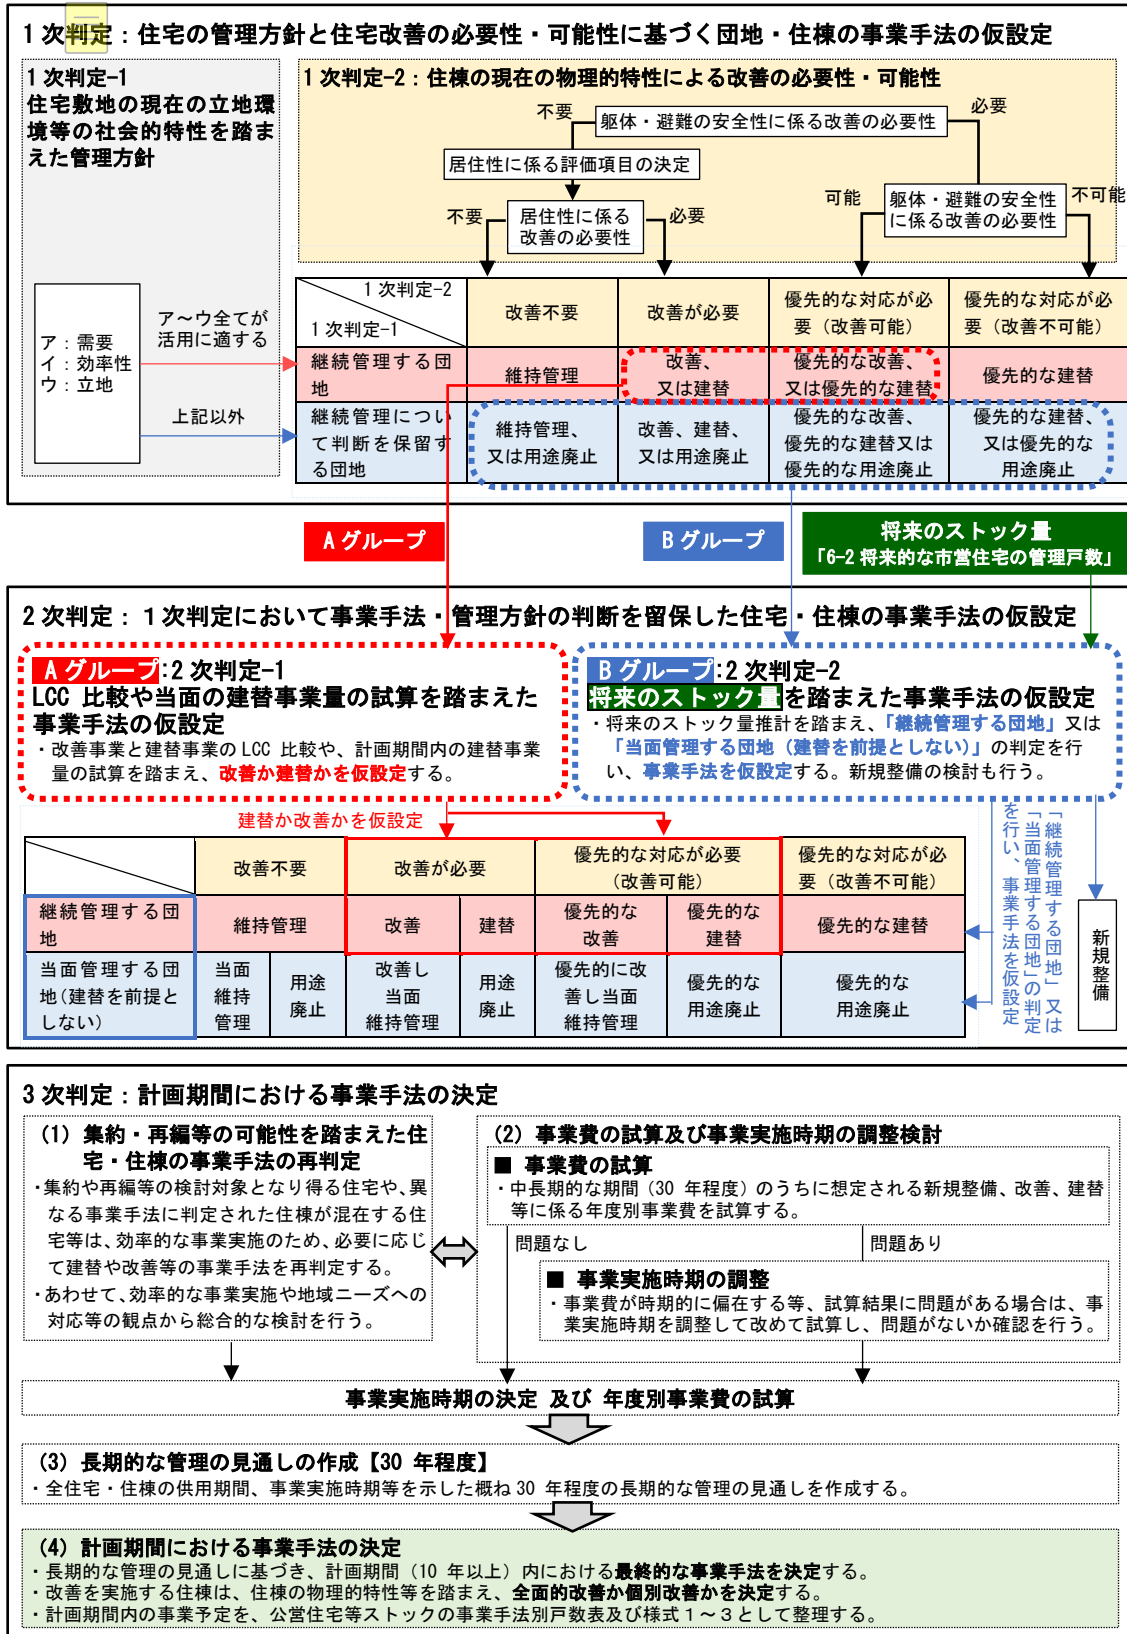 1次判定：住宅の管理方針と住宅改善の必要性・可能性に基づく団地・住棟の事業手法の仮設定
1次判定-1
住宅敷地の現在の立地環
境等の社会的特性を踏ま
えた管理方針
1次判定-2：住棟の現在の物理的特性による改善の必要性・可能性
不要
必要
躯体・避難の安全性に係る改善の必要性
居住性に係る評価項目の決定
可能
不可能
躯体・避難の安全性
に係る改善の必要性
不要
必要
居住性に係る
改善の必要性
ア：需要
イ：効率性
ウ：立地
ア～ウ全てが
活用に適する
上記以外
1次判定-2
1次判定-1
改善不要
改善が必要
優先的な対応が必
要（改善可能）
優先的な対応が必
要（改善不可能）
継続管理する団
地
維持管理
改善、
又は建替
優先的な改善、
又は優先的な建替
優先的な建替
継続管理につい
て判断を保留す
る団地
維持管理、
又は用途廃止
改善、建替、
又は用途廃止
優先的な改善、
優先的な建替又は
優先的な用途廃止
優先的な建替、
又は優先的な
用途廃止
Aグループ
Bグループ
将来のストック量
「6-2 将来的な市営住宅の管理戸数」
2次判定：1次判定において事業手法・管理方針の判断を留保した住宅・住棟の事業手法の仮設定
Aグループ:2次判定-1
LCC 比較や当面の建替事業量の試算を踏まえた
事業手法の仮設定
・改善事業と建替事業のLCC 比較や、計画期間内の建替事業
量の試算を踏まえ、改善か建替かを仮設定する。
Bグループ:2次判定-2
将来のストック量を踏まえた事業手法の仮設定
・将来のストック量推計を踏まえ、「継続管理する団地」又は
「当面管理する団地（建替を前提としない）」の判定を行
い、事業手法を仮設定する。新規整備の検討も行う。
建替か改善かを仮設定
改善不要
改善が必要
優先的な対応が必要
（改善可能）
優先的な対応が必
要（改善不可能）
継続管理する団
地
維持管理
改善
建替
優先的な
改善
優先的な
建替
優先的な建替
当面管理する団
地(建替を前提と
しない)
当面
維持
管理
用途
廃止
改善し
当面
維持管理
用途
廃止
優先的に改
善し当面
維持管理
優先的な
用途廃止
優先的な
用途廃止
「継続管理する団地」又は
「当面管理する団地」の判定
を行い、事業手法を仮設定
新規整備
3次判定：計画期間における事業手法の決定
(1) 集約・再編等の可能性を踏まえた住
宅・住棟の事業手法の再判定
・集約や再編等の検討対象となり得る住宅や、異
なる事業手法に判定された住棟が混在する住
宅等は、効率的な事業実施のため、必要に応じ
て建替や改善等の事業手法を再判定する。
・あわせて、効率的な事業実施や地域ニーズへの
対応等の観点から総合的な検討を行う。
(2) 事業費の試算及び事業実施時期の調整検討
■ 事業費の試算
・中長期的な期間（30 年程度）のうちに想定される新規整備、改善、建替
等に係る年度別事業費を試算する。
問題なし
問題あり
■ 事業実施時期の調整
・事業費が時期的に偏在する等、試算結果に問題がある場合は、事
業実施時期を調整して改めて試算し、問題がないか確認を行う。
事業実施時期の決定 及び 年度別事業費の試算
(3) 長期的な管理の見通しの作成【30 年程度】
・全住宅・住棟の供用期間、事業実施時期等を示した概ね30 年程度の長期的な管理の見通しを作成する。
(4) 計画期間における事業手法の決定
・長期的な管理の見通しに基づき、計画期間（10 年以上）内における最終的な事業手法を決定する。
・改善を実施する住棟は、住棟の物理的特性等を踏まえ、全面的改善か個別改善かを決定する。
・計画期間内の事業予定を、公営住宅等ストックの事業手法別戸数表及び様式1～3として整理する。